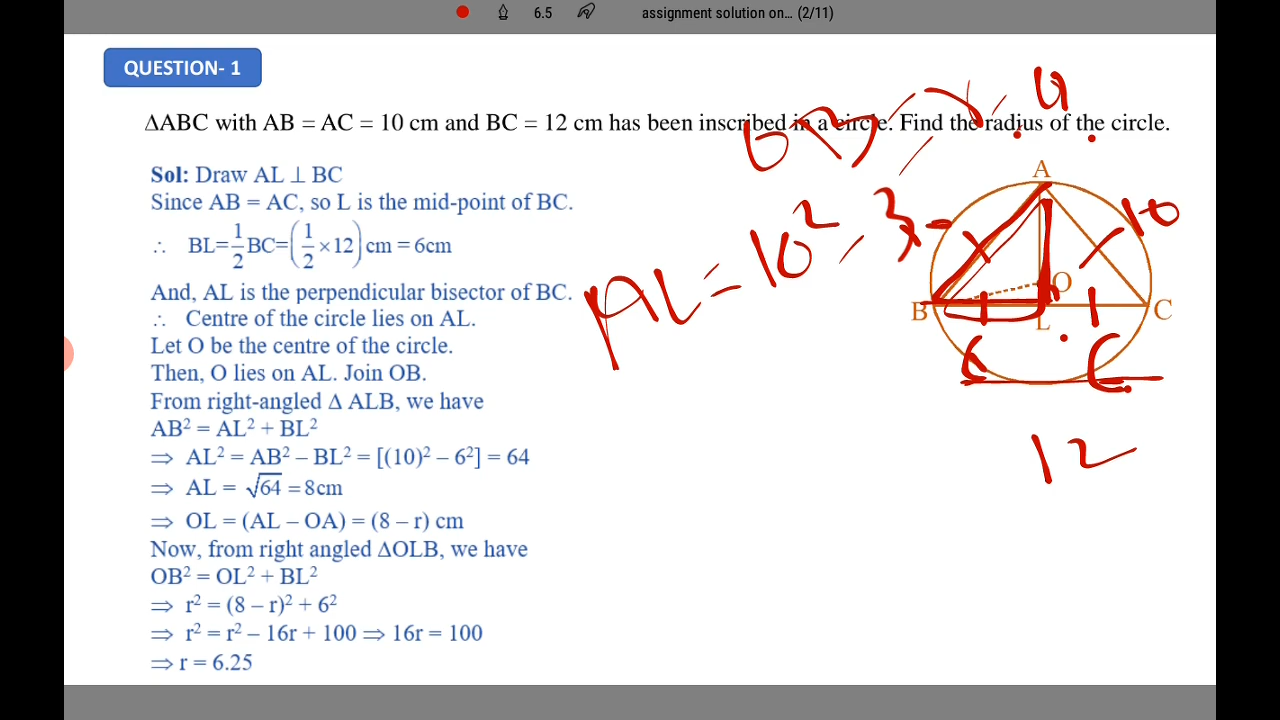 6.5 assignment solution on… (2/11)
QUESTION- 1
ΔABC with AB = AC = 10 cm and BC = 12 cm has been inscribed in a circle. Find the radius of the circle.
Sol: Draw AL ⊥ BC
Since AB = AC, so L is the mid-point of BC.
∴ BL=1/2BC=(1/2×12)cm = 6cm
And, AL is the perpendicular bisector of BC.
∴ Centre of the circle lies on AL.
Let O be the centre of the circle.
Then, O lies on AL. Join OB.
From right-angled Δ ALB, we have
AB² = AL² + BL²
⇒ AL² = AB² – BL² = [(10)² – 6²] = 64
⇒ AL = √64 = 8cm
⇒ OL = (AL – OA) = (8 – r) cm
Now, from right angled ΔOLB, we have
OB² = OL² + BL²
⇒ r² = (8 – r)² + 6²
⇒ r² = r² – 16r + 100 ⇒ 16r = 100
⇒ r = 6.25
A
10
O
B
L
C
6
12
AL = 10² - 3